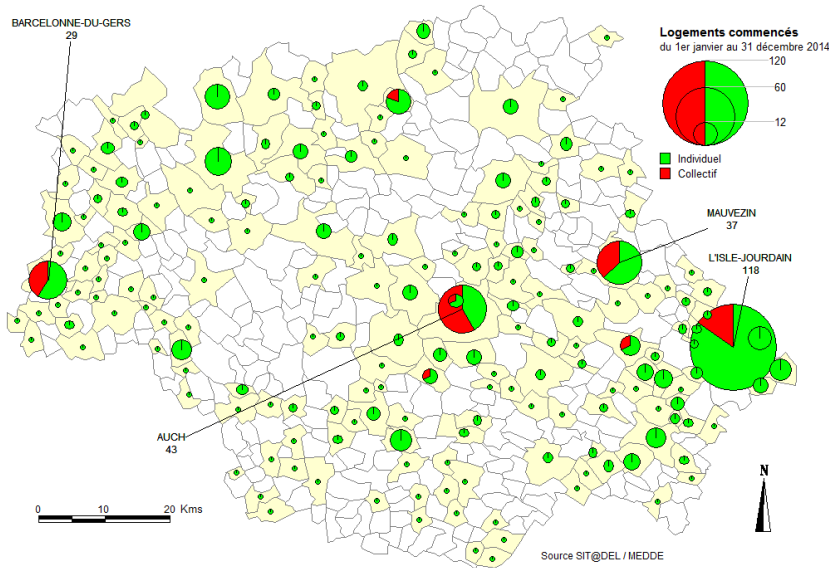 BARCELONNE-DU-GERS
29
Logements commencés
du 1er janvier au 31 décembre 2014
120
60
12
Individuel
Collectif
MAUVEZIN
37
L'ISLE-JOURDAIN
118
AUCH
43
0 10 20 Kms
N
Source SIT@DEL / MEDDE